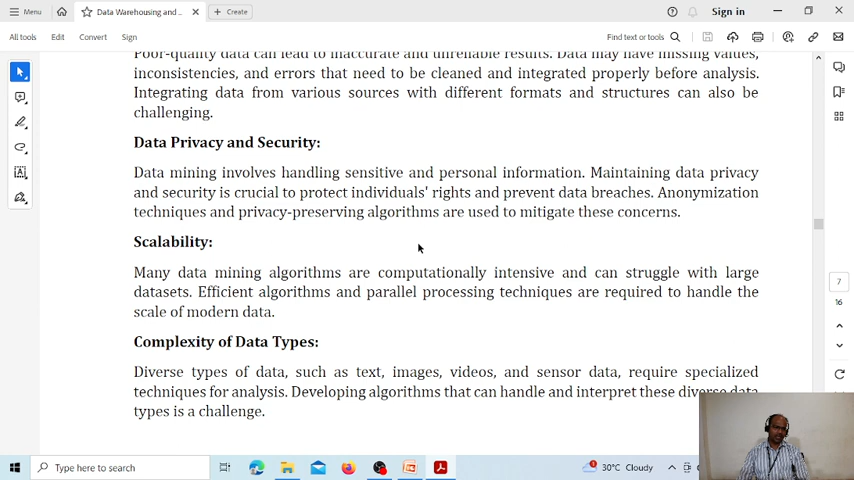 Menu
Data Warehousing and ...
Create
Sign in
All tools Edit Convert Sign
Find text or tools
Poor-quality data can lead to inaccurate and unreliable results. Data may have missing values,
inconsistencies, and errors that need to be cleaned and integrated properly before analysis.
Integrating data from various sources with different formats and structures can also be
challenging.
Data Privacy and Security:
Data mining involves handling sensitive and personal information. Maintaining data privacy
and security is crucial to protect individuals' rights and prevent data breaches. Anonymization
techniques and privacy-preserving algorithms are used to mitigate these concerns.
Scalability:
Many data mining algorithms are computationally intensive and can struggle with large
datasets. Efficient algorithms and parallel processing techniques are required to handle the
scale of modern data.
7
16
Complexity of Data Types:
Diverse types of data, such as text, images, videos, and sensor data, require specialized
techniques for analysis. Developing algorithms that can handle and interpret these diverse data
types is a challenge.
Type here to search
30°C Cloudy